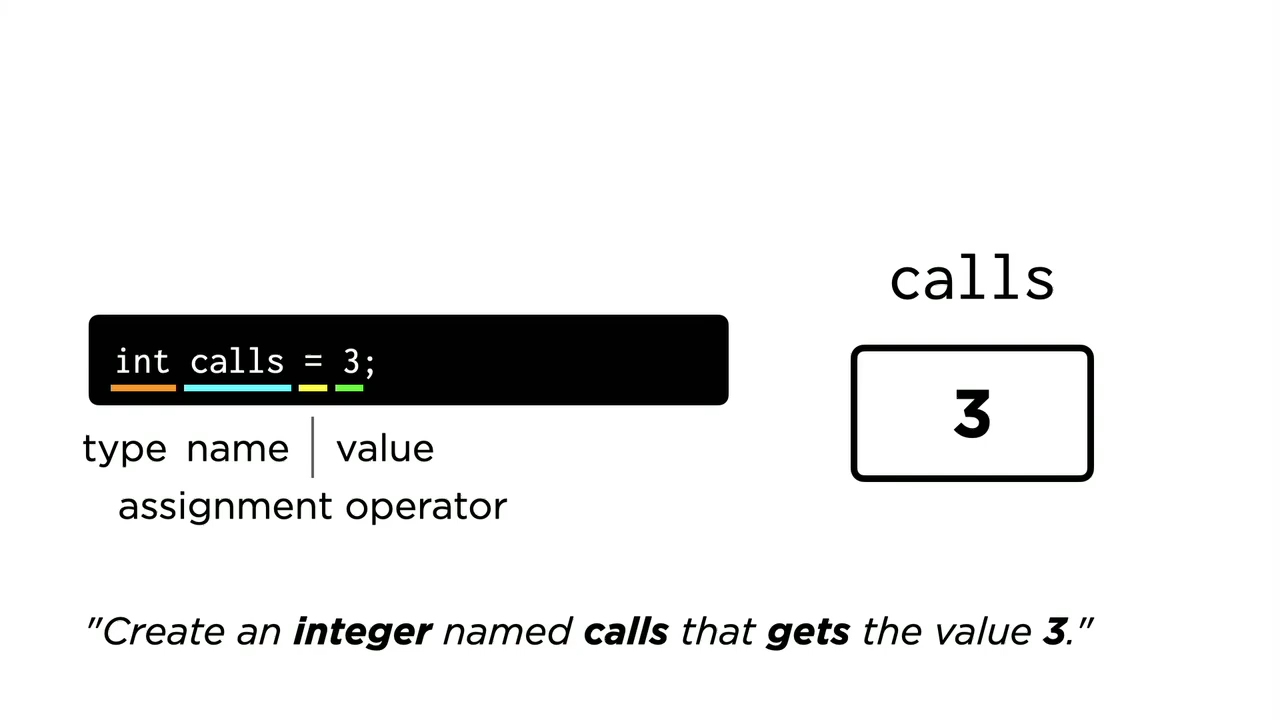 int calls = 3;
type name value
assignment operator
calls
3
"Create an integer named calls that gets the value 3."